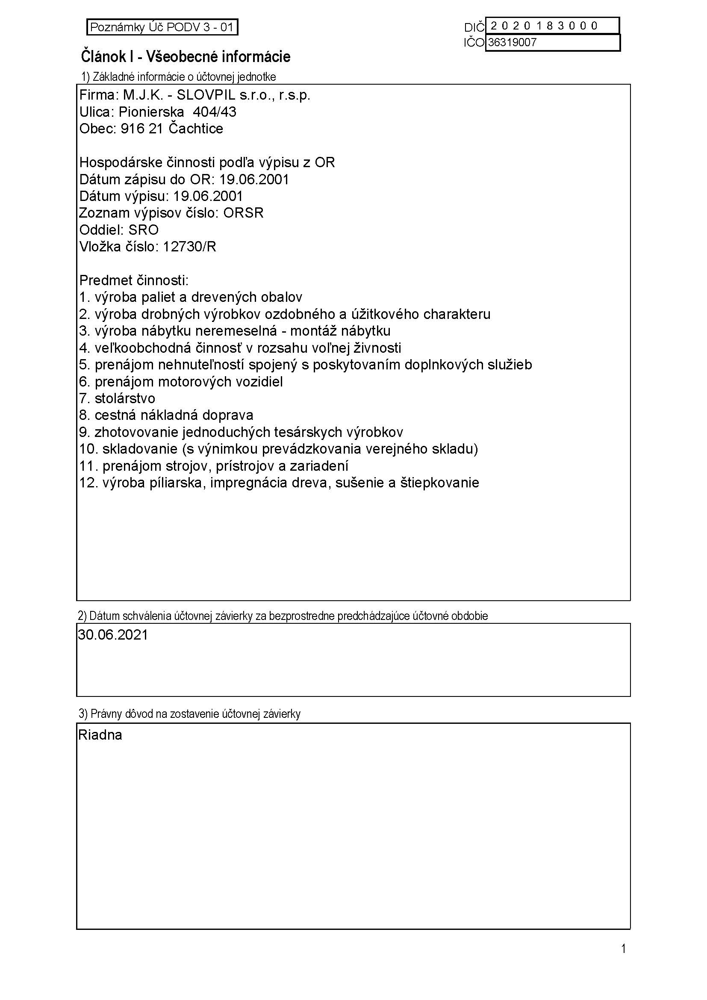 Poznámky Úč PODV 3 - 01
DIČ 2 0 2 0 1 8 3 0 0 0
IČO 36319007
Článok I - Všeobecné informácie
1) Základné informácie o účtovnej jednotke
Firma: M.J.K. - SLOVPIL s.r.o., r.s.p.
Ulica: Pionierska  404/43
Obec: 916 21 Čachtice
Hospodárske činnosti podľa výpisu z OR
Dátum zápisu do OR: 19.06.2001
Dátum výpisu: 19.06.2001
Zoznam výpisov číslo: ORSR
Oddiel: SRO
Vložka číslo: 12730/R
Predmet činnosti:
1. výroba paliet a drevených obalov
2. výroba drobných výrobkov ozdobného a úžitkového charakteru
3. výroba nábytku neremeselná - montáž nábytku
4. veľkoobchodná činnosť v rozsahu voľnej živnosti
5. prenájom nehnuteľností spojený s poskytovaním doplnkových služieb
6. prenájom motorových vozidiel
7. stolárstvo
8. cestná nákladná doprava
9. zhotovovanie jednoduchých tesárskych výrobkov
10. skladovanie (s výnimkou prevádzkovania verejného skladu)
11. prenájom strojov, prístrojov a zariadení
12. výroba píliarska, impregnácia dreva, sušenie a štiepkovanie
2) Dátum schválenia účtovnej závierky za bezprostredne predchádzajúce účtovné obdobie
30.06.2021
3) Právny dôvod na zostavenie účtovnej závierky
Riadna
1